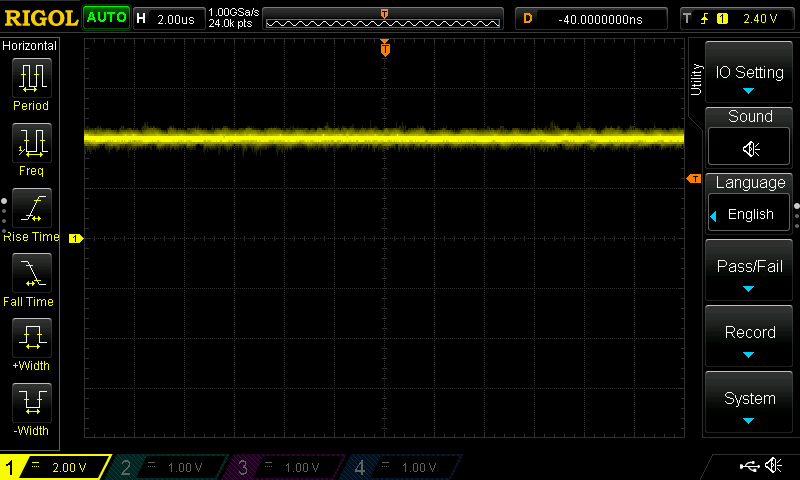 RIGOL AUTO H 2.00us 1.00GSa/s 24.0k pts T D -40.0000000ns T 1 2.40 V
Horizontal
Period
Freq
Rise Time
Fall Time
+Width
-Width
T
T
1
Utility
IO Setting
Sound
Language
English
Pass/Fail
Record
System
1 2.00 V 2 1.00 V 3 1.00 V 4 1.00 V